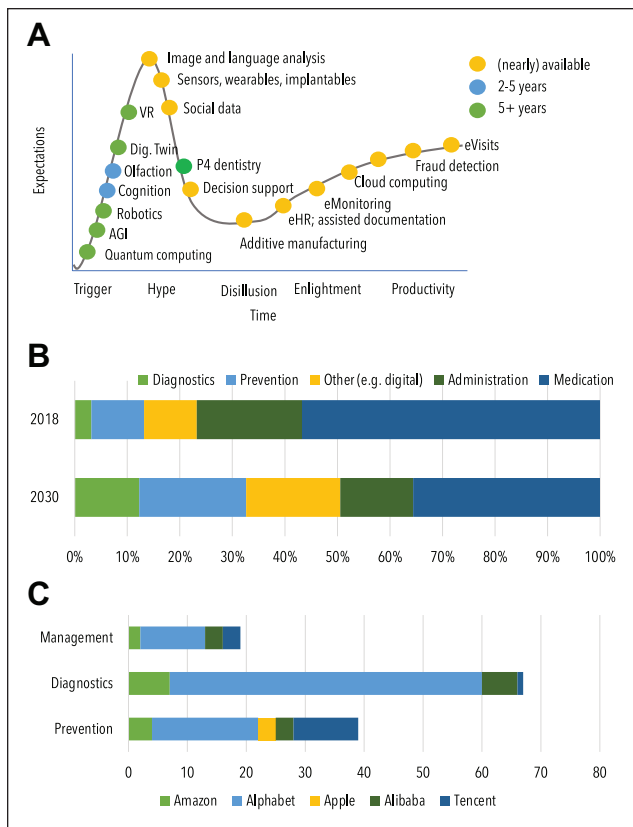 A
Image and language analysis
(nearly) available
Sensors, wearables, implantables
2-5 years
Social data
5+ years
VR
Dig. Twin
eVisits
P4 dentistry
Fraud detection
Olfaction
Decision support
Cloud computing
Cognition
eMonitoring
Robotics
eHR; assisted documentation
AGI
Additive manufacturing
Quantum computing
Expectations
Trigger Hype Disillusion Enlightment Productivity
Time
B
Diagnostics Prevention Other (e.g. digital) Administration Medication
2018
2030
0% 10% 20% 30% 40% 50% 60% 70% 80% 90% 100%
C
Management
Diagnostics
Prevention
0 10 20 30 40 50 60 70 80
Amazon Alphabet Apple Alibaba Tencent